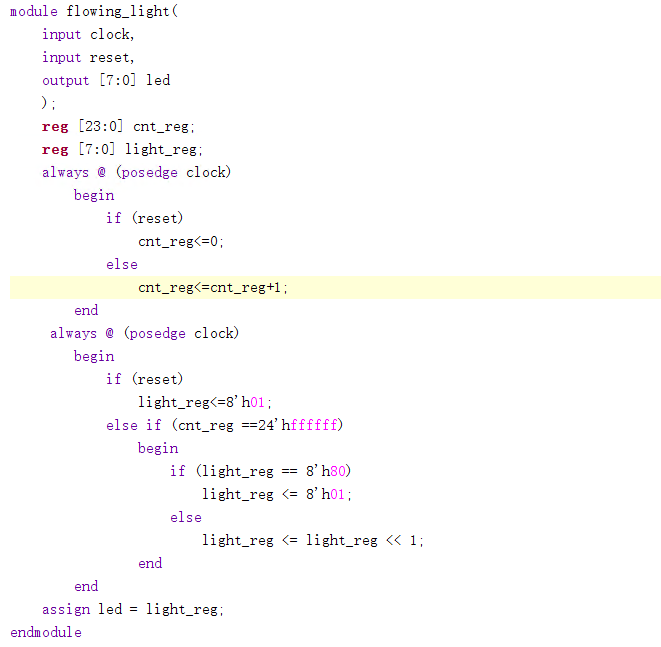 module flowing_light(
    input clock,
    input reset,
    output [7:0] led
    );
    reg [23:0] cnt_reg;
    reg [7:0] light_reg;
    always @ (posedge clock)
        begin
            if (reset)
                cnt_reg<=0;
            else
                cnt_reg<=cnt_reg+1;
        end
     always @ (posedge clock)
        begin
            if (reset)
                light_reg<=8'h01;
            else if (cnt_reg ==24'hffffff)
                begin
                    if (light_reg == 8'h80)
                        light_reg <= 8'h01;
                    else
                        light_reg <= light_reg << 1;
                end
        end
    assign led = light_reg;
endmodule